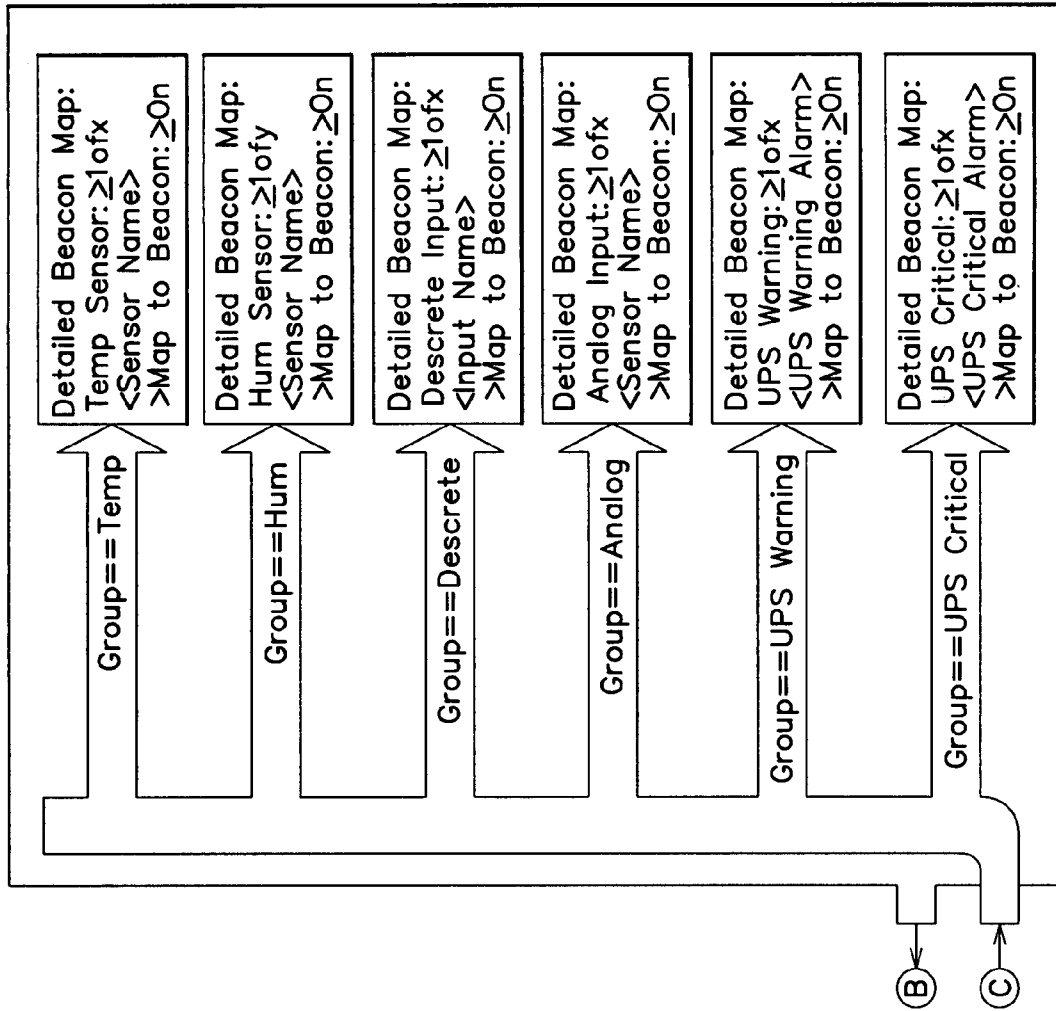 Group==Temp
Detailed Beacon Map:
Temp Sensor:>1ofx
<Sensor Name>
>Map to Beacon:>On
Group==Hum
Detailed Beacon Map:
Hum Sensor:>1ofy
<Sensor Name>
>Map to Beacon:>On
Group==Descrete
Detailed Beacon Map:
Descrete Input:>1ofx
<Input Name>
>Map to Beacon:>On
Group==Analog
Detailed Beacon Map:
Analog Input:>1ofx
<Sensor Name>
>Map to Beacon:>On
Group==UPS Warning
Detailed Beacon Map:
UPS Warning:>1ofx
<UPS Warning Alarm>
>Map to Beacon:>On
Group==UPS Critical
Detailed Beacon Map:
UPS Critical:>1ofx
<UPS Critical Alarm>
>Map to Beacon:>On
B
C